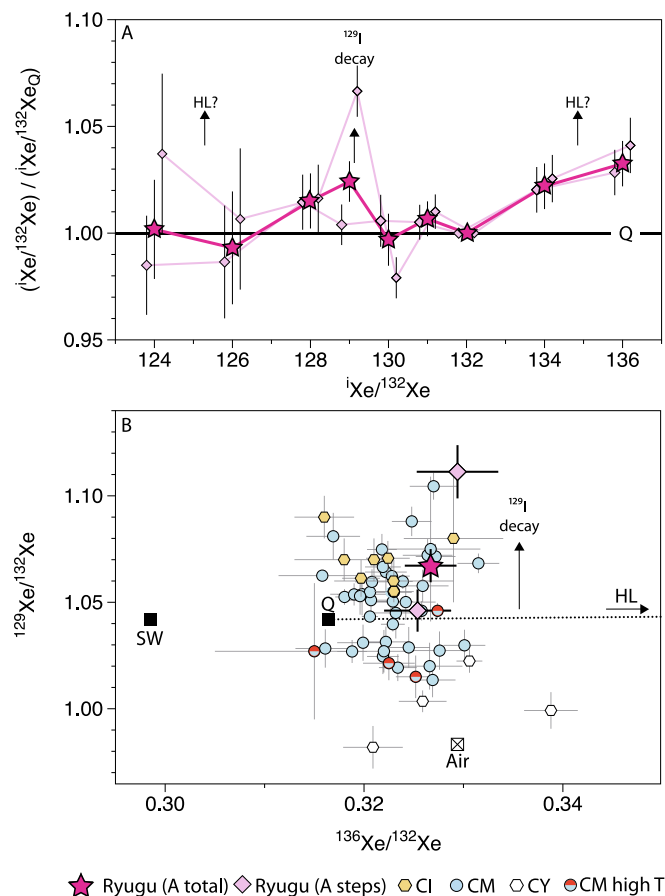 A
HL?
¹²⁹I
decay
HL?
1.10
1.05
1.00
0.95
(ⁱXe/¹³²Xe) / (ⁱXe/¹³²Xe_Q)
Q
124 126 128 130 132 134 136
ⁱXe/¹³²Xe
B
1.10
1.05
1.00
¹²⁹Xe/¹³²Xe
¹²⁹I
decay
HL
Q
SW
Air
0.30 0.32 0.34
¹³⁶Xe/¹³²Xe
Ryugu (A total) Ryugu (A steps) CI CM CY CM high T